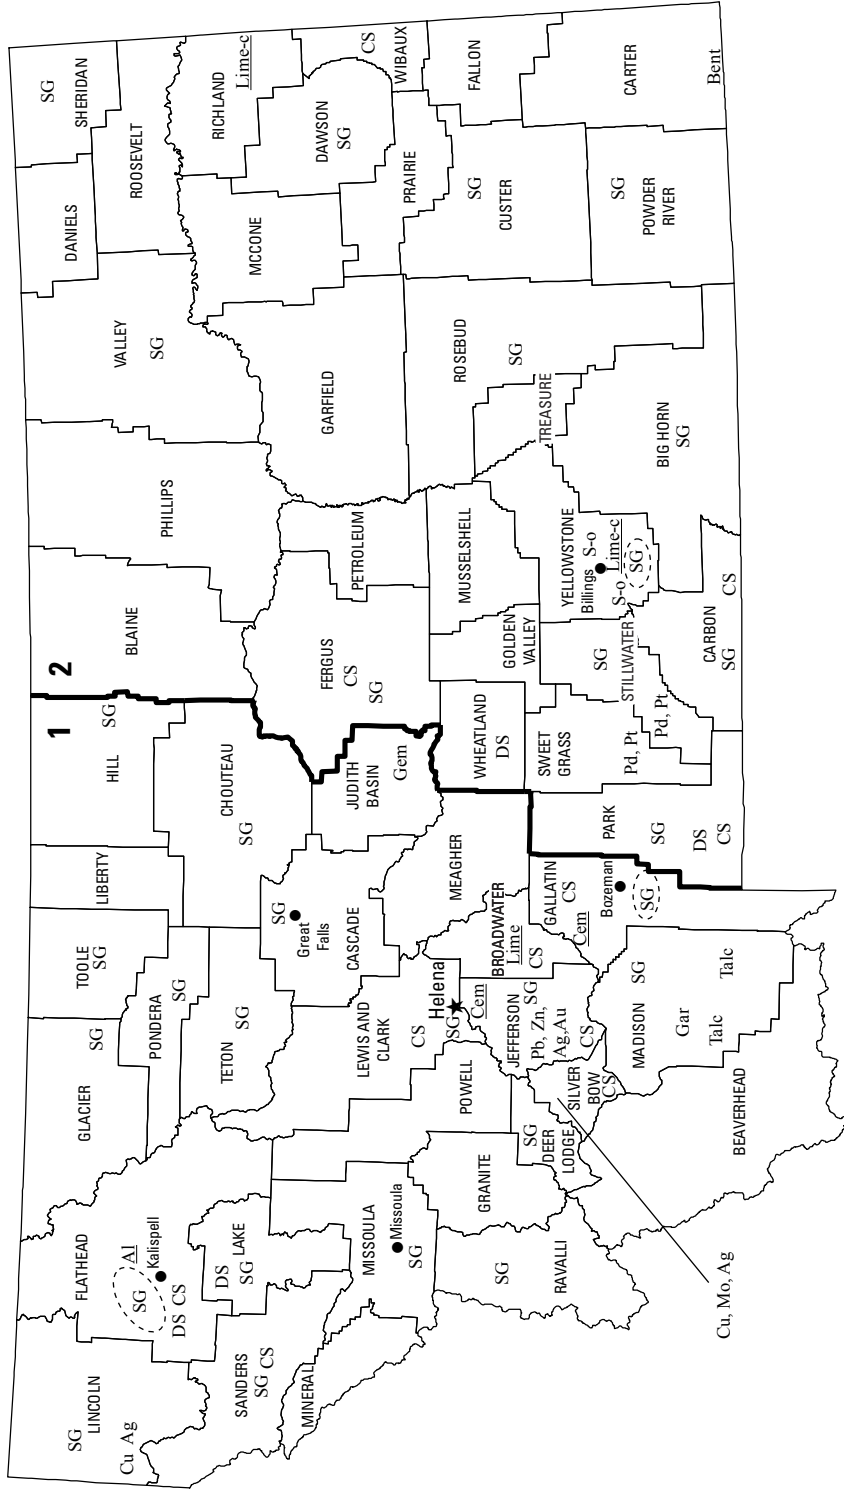 LINCOLN
SG
Cu Ag
FLATHEAD
SG
Al
Kalispell
DS CS
SANDERS
SG CS
LAKE
DS
SG
MINERAL
MISSOULA
Missoula
SG
RAVALLI
SG
GRANITE
POWELL
DEER
LODGE
SG
SILVER
BOW
CS
Cu, Mo, Ag
GLACIER
SG
TOOLE
SG
LIBERTY
PONDERA
SG
TETON
SG
LEWIS AND
CLARK
CS
SG
Helena
CASCADE
SG
Great
Falls
JEFFERSON
Cem
SG
Pb, Zn,
Ag,Au
CS
BROADWATER
Lime
CS
MEAGHER
GALLATIN
CS
Cem
Bozeman
SG
MADISON
SG
Gar
Talc
Talc
BEAVERHEAD
1
HILL
SG
CHOUTEAU
SG
JUDITH
BASIN
Gem
2
BLAINE
PHILLIPS
VALLEY
SG
DANIELS
SHERIDAN
SG
ROOSEVELT
RICHLAND
Lime-c
MCCONE
DAWSON
SG
WIBAUX
CS
PRAIRIE
FALLON
GARFIELD
PETROLEUM
FERGUS
CS
SG
WHEATLAND
DS
GOLDEN
VALLEY
MUSSELSHELL
ROSEBUD
SG
TREASURE
CUSTER
SG
CARTER
Bent
POWDER
RIVER
SG
BIG HORN
SG
YELLOWSTONE
Billings
S-o
S-o
Lime-c
SG
STILLWATER
SG
Pd, Pt
SWEET
GRASS
Pd, Pt
PARK
SG
DS
CS
CARBON
SG
CS